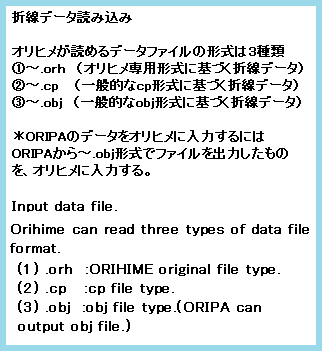 折線データ読み込み
オリヒメが読めるデータファイルの形式は3種類
①～.orh （オリヒメ専用形式に基づく折線データ）
②～.cp （一般的なcp形式に基づく折線データ）
③～.obj （一般的なobj形式に基づく折線データ）
＊ORIPAのデータをオリヒメに入力するには
ORIPAから～.obj形式でファイルを出力したもの
を、オリヒメに入力する。
Input data file.
Orihime can read three types of data file
format.
(1) .orh :ORIHIME original file type.
(2) .cp :cp file type.
(3) .obj :obj file type.(ORIPA can
output obj file.)